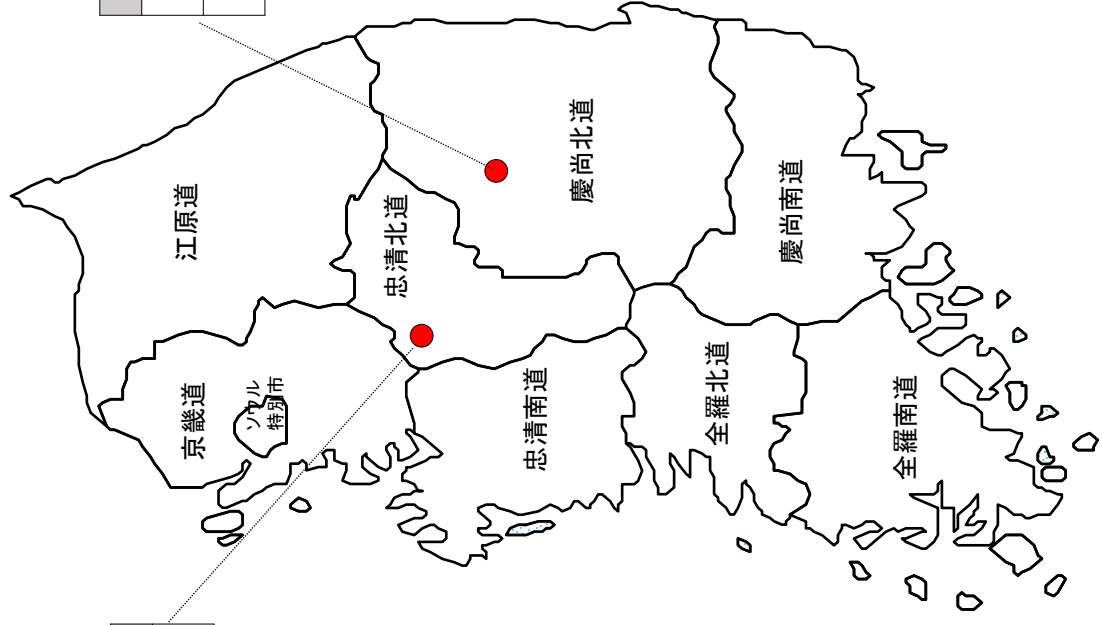 江原道
京畿道
ソウル
特別市
忠清北道
忠清南道
慶尚北道
全羅北道
慶尚南道
全羅南道